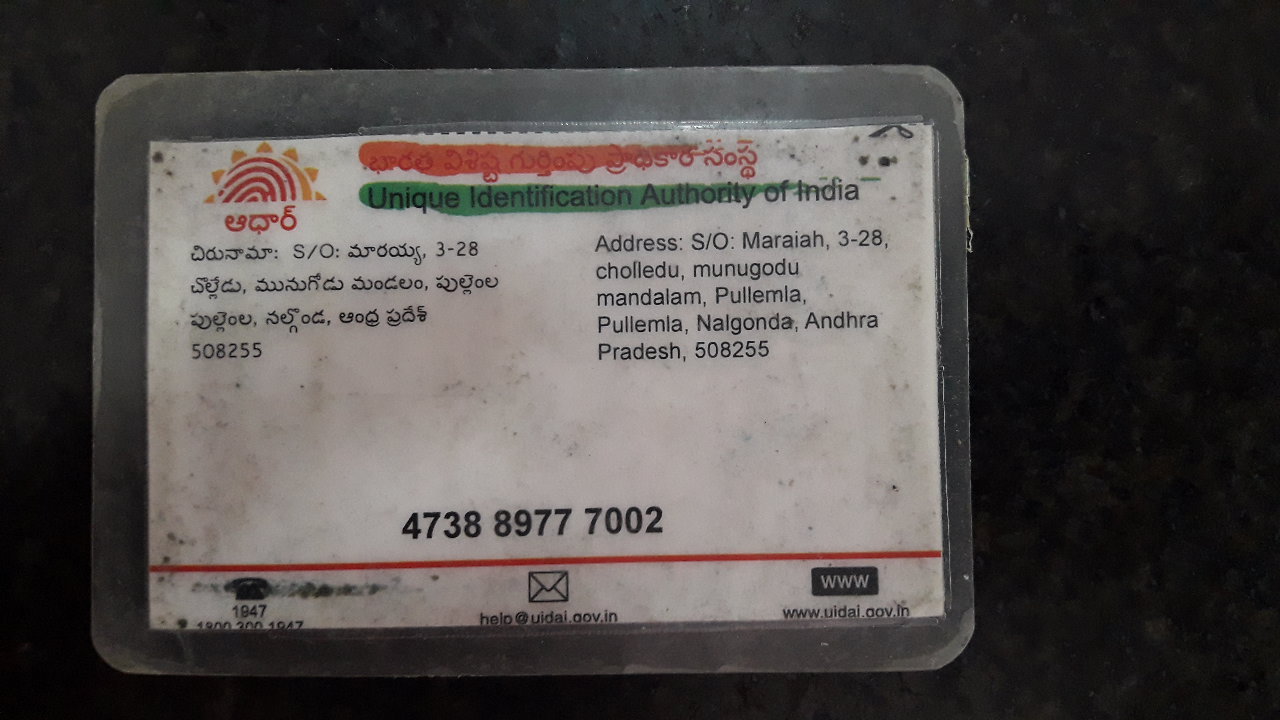 భారత విశిష్ట గుర్తింపు ప్రాధికార సంస్థ
Unique Identification Authority of India
ఆధార్
చిరునామా: S/O: మారయ్య, 3-28
చొల్లేడు, మునుగోడు మండలం, పుల్లెంల
పుల్లెంల, నల్గొండ, ఆంధ్ర ప్రదేశ్
508255
Address: S/O: Maraiah, 3-28,
cholledu, munugodu
mandalam, Pullemla,
Pullemla, Nalgonda, Andhra
Pradesh, 508255
4738 8977 7002
1947
1800 300 1947
help@uidai.gov.in
www
www.uidai.gov.in